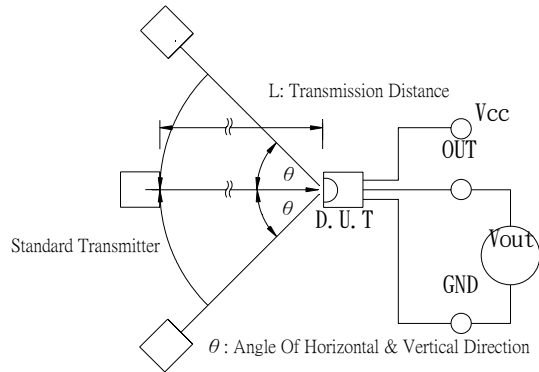 L: Transmission Distance
Vcc
OUT
θ
θ
D.U.T
Standard Transmitter
Vout
GND
θ : Angle Of Horizontal & Vertical Direction